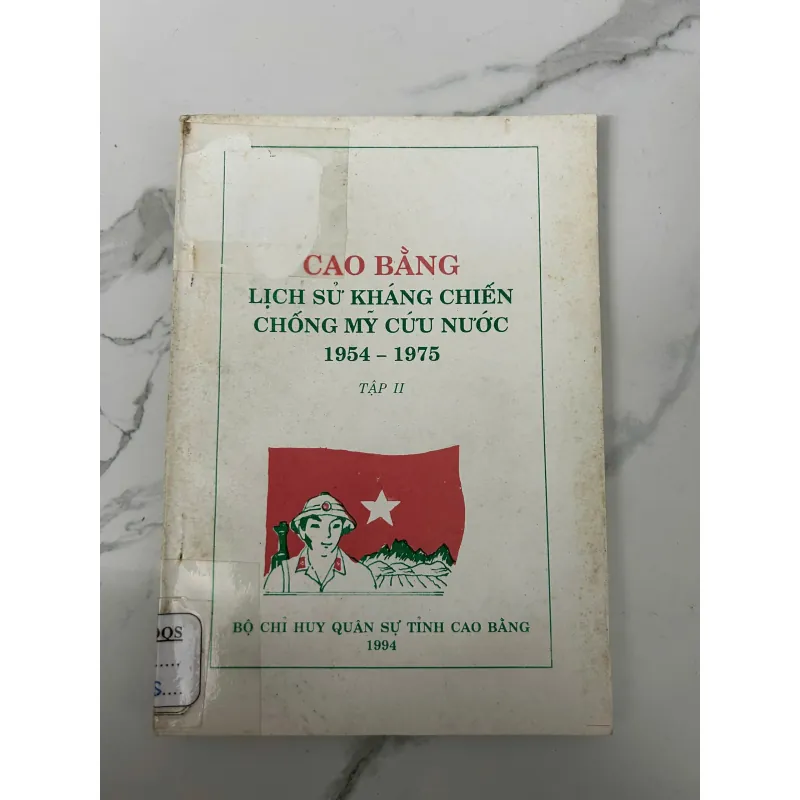 CAO BẰNG
LỊCH SỬ KHÁNG CHIẾN
CHỐNG MỸ CỨU NƯỚC
1954 – 1975
TẬP II
BỘ CHỈ HUY QUÂN SỰ TỈNH CAO BẰNG
1994
QS
S....